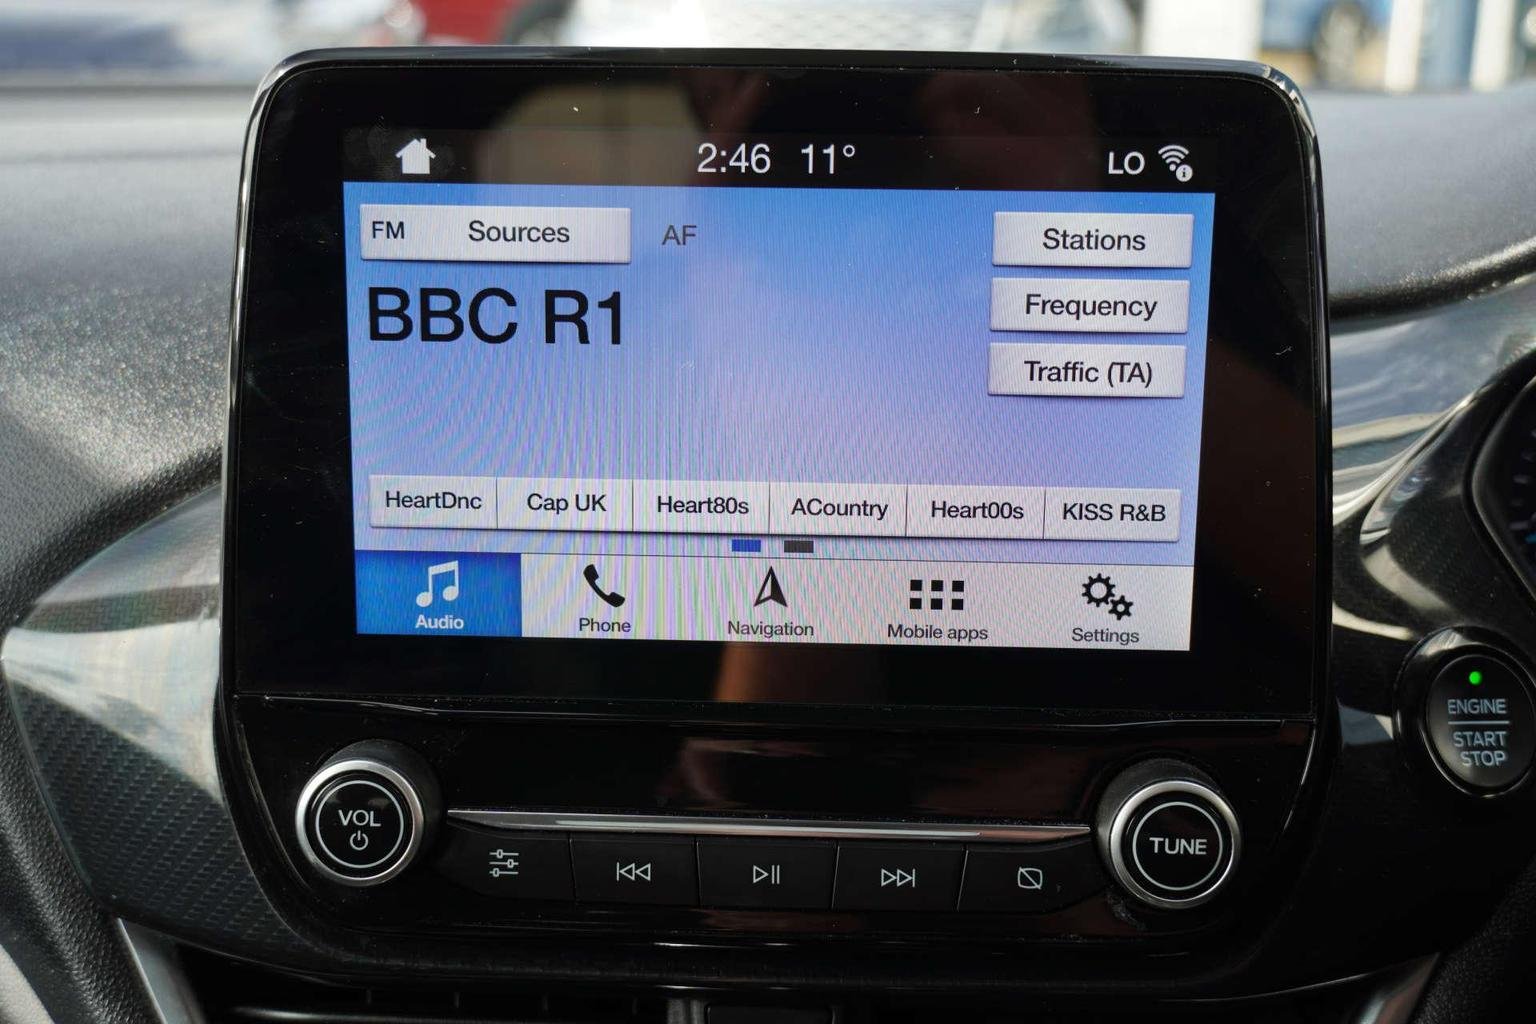 2:46 11° LO
FM Sources AF Stations
BBC R1
Frequency
Traffic (TA)
HeartDnc Cap UK Heart80s ACountry Heart00s KISS R&B
Audio Phone Navigation Mobile apps Settings
ENGINE
START
STOP
VOL
TUNE